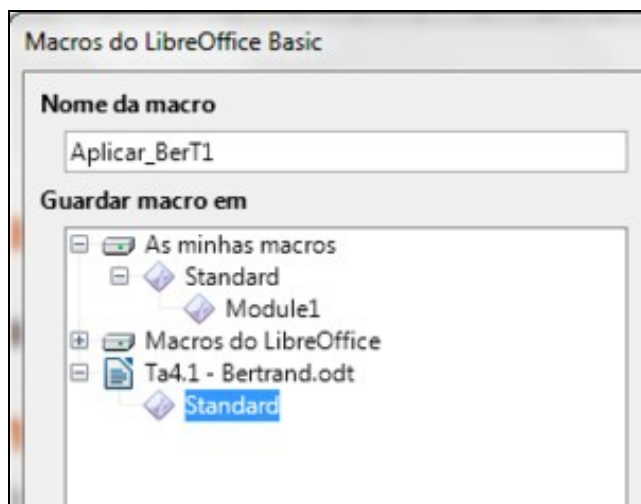 Macros do LibreOffice Basic
Nome da macro
Aplicar_BerT1
Guardar macro em
As minhas macros
Standard
Module1
Macros do LibreOffice
Ta4.1 - Bertrand.odt
Standard